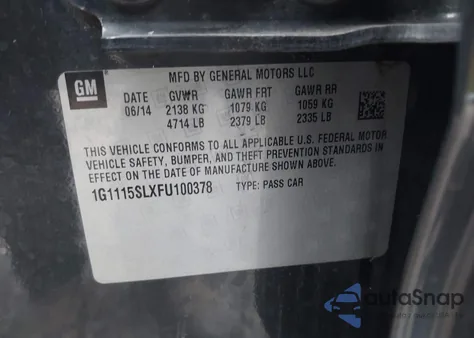 GM
MFD BY GENERAL MOTORS LLC
DATE GVWR GAWR FRT GAWR RR
06/14 2138 KG 1079 KG 1059 KG
4714 LB 2379 LB 2335 LB
THIS VEHICLE CONFORMS TO ALL APPLICABLE U.S. FEDERAL MOTOR
VEHICLE SAFETY, BUMPER, AND THEFT PREVENTION STANDARDS IN
EFFECT ON THE DATE OF MANUFACTURE SHOWN ABOVE.
1G1115SLXFU100378 TYPE: PASS CAR
AutaSnap